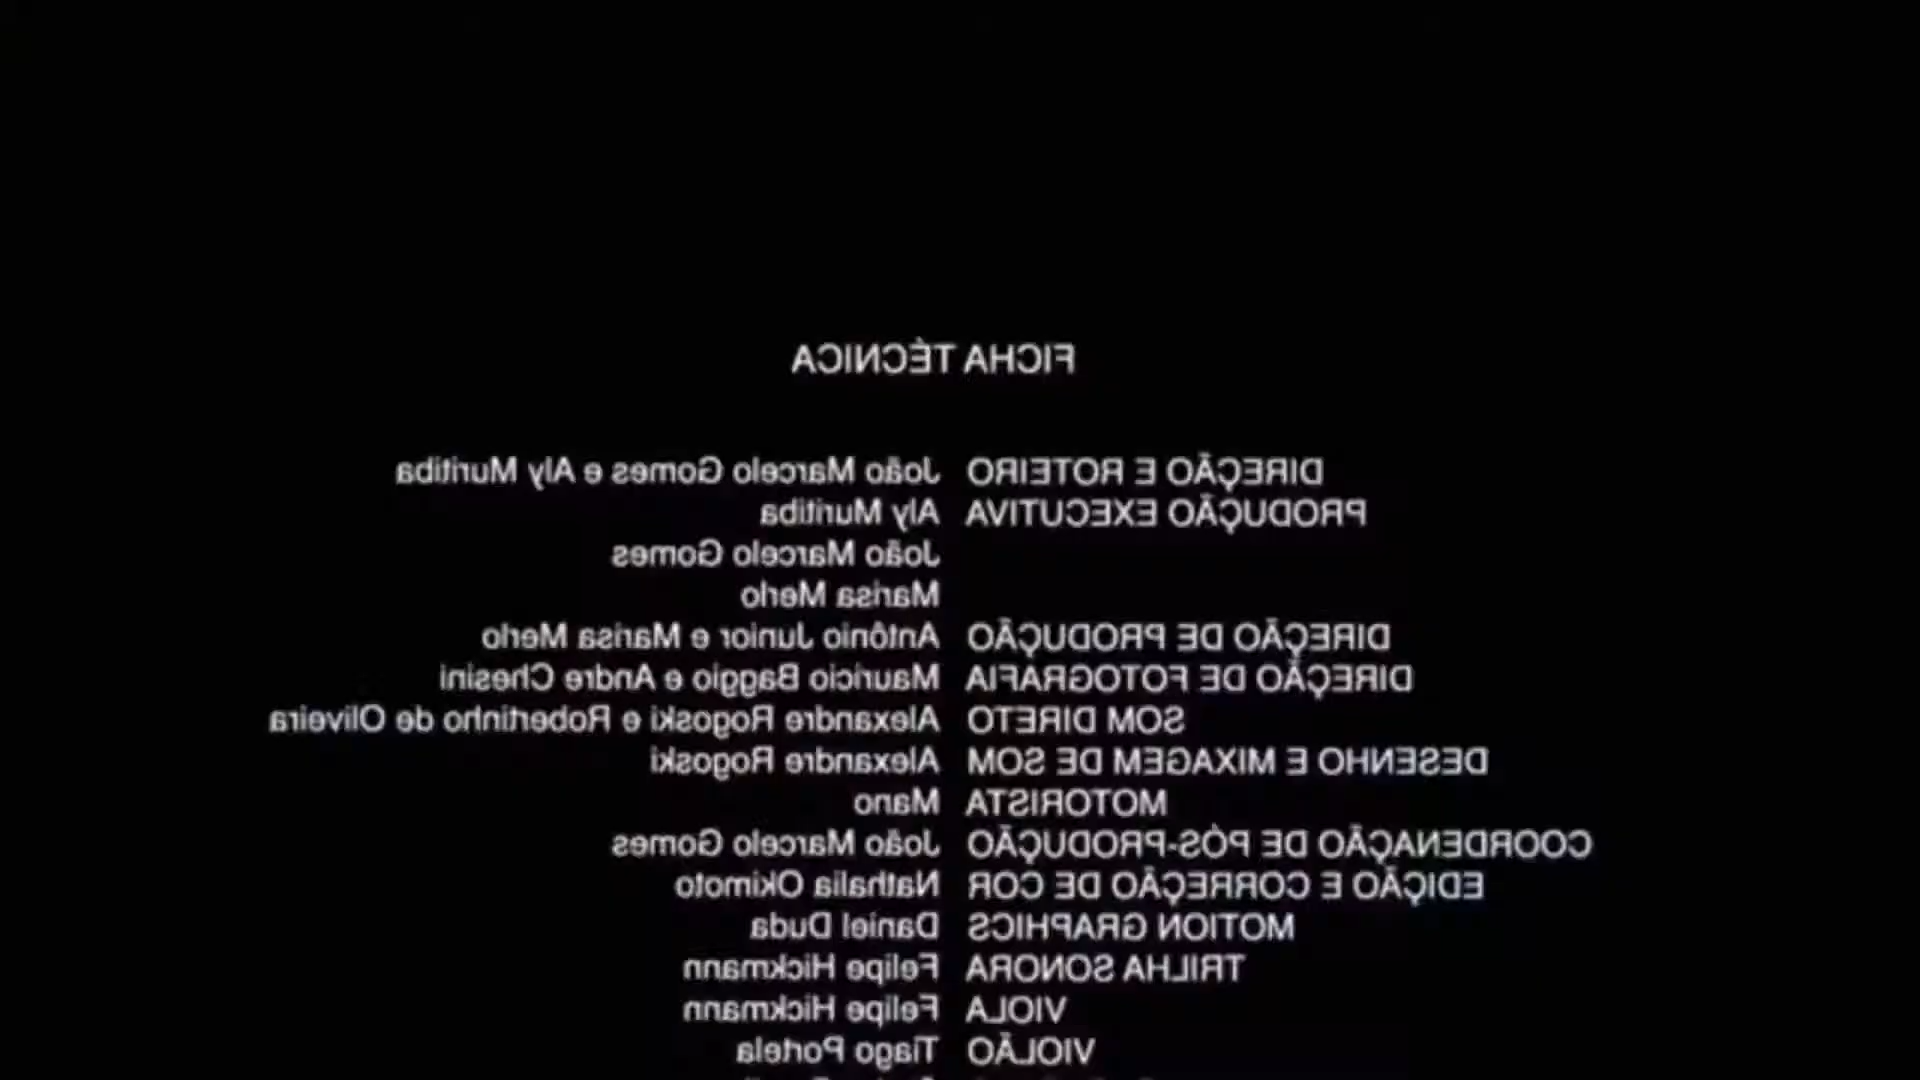 FICHA TÉCNICA
DIREÇÃO E ROTEIRO João Marcelo Gomes e Aly Muritiba
PRODUÇÃO EXECUTIVA Aly Muritiba
João Marcelo Gomes
Marisa Merlo
DIREÇÃO DE PRODUÇÃO Antônio Junior e Marisa Merlo
DIREÇÃO DE FOTOGRAFIA Mauricio Baggio e Andre Chesini
SOM DIRETO Alexandre Rogoski e Robertinho de Oliveira
DESENHO E MIXAGEM DE SOM Alexandre Rogoski
MOTORISTA Mano
COORDENAÇÃO DE PÓS-PRODUÇÃO João Marcelo Gomes
EDIÇÃO E CORREÇÃO DE COR Nathalia Okimoto
MOTION GRAPHICS Daniel Duda
TRILHA SONORA Felipe Hickmann
VIOLA Felipe Hickmann
VIOLÃO Tiago Portela